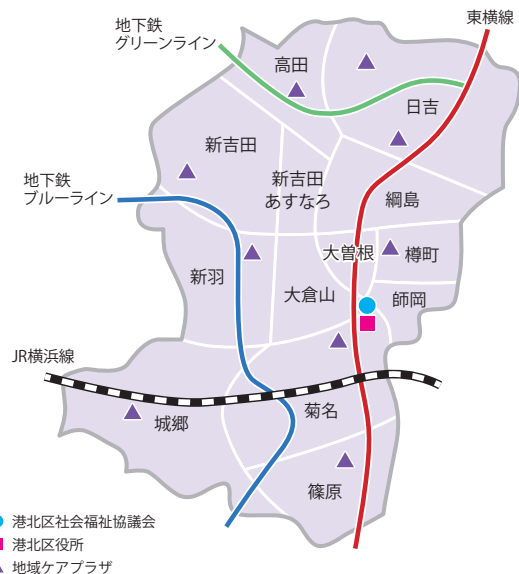 東横線
地下鉄
グリーンライン
高田
日吉
新吉田
新吉田
あすなろ
地下鉄
ブルーライン
綱島
大曽根
樽町
新羽
大倉山
師岡
JR横浜線
菊名
城郷
篠原
港北区社会福祉協議会
港北区役所
地域ケアプラザ